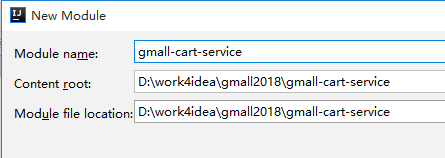 New Module
Module name: gmall-cart-service
Content root: D:\work4idea\gmall2018\gmall-cart-service
Module file location: D:\work4idea\gmall2018\gmall-cart-service